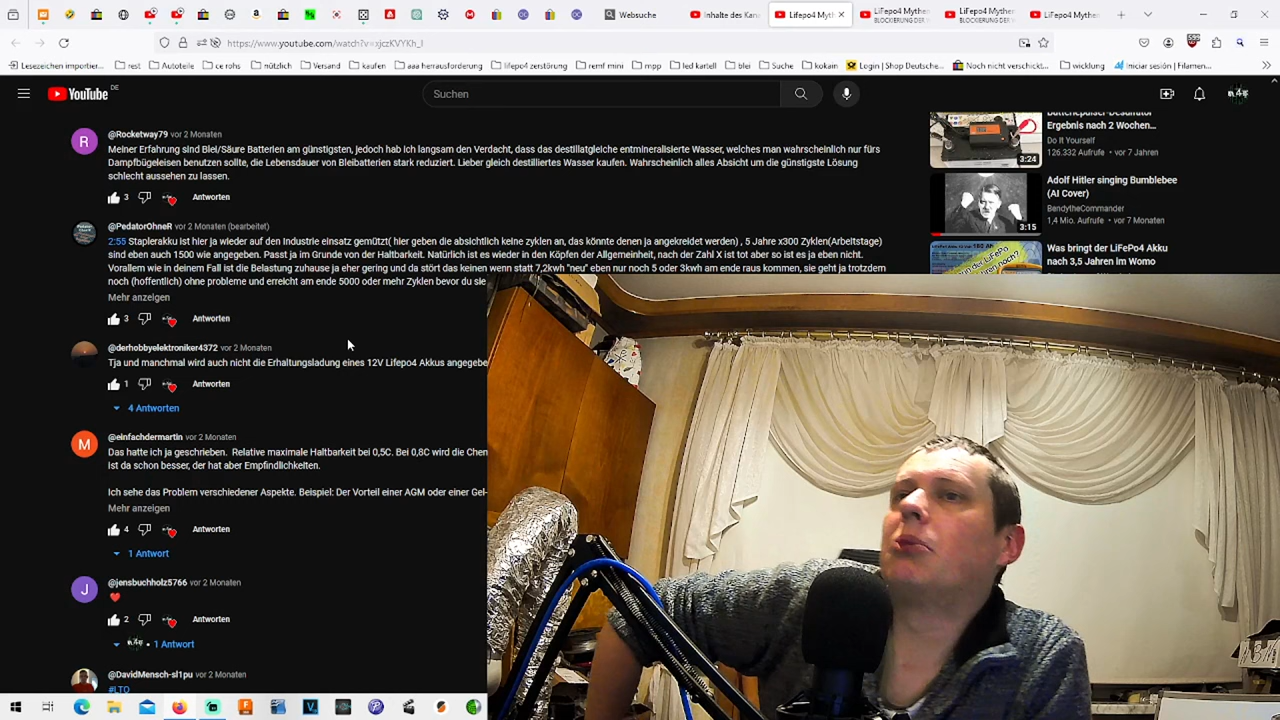 Websuche
Inhalte des Kan
Lifepo4 Myth
LiFePo4 Mythen
BLOCKIERUNG DER W
LiFePo4 Mythen
BLOCKIERUNG DER W
Lifepo4 Myth
https://www.youtube.com/watch?v=xjczKVYKh_I
Lesezeichen importier...
rest
Autoteile
ce rohs
nützlich
Versand
kaufen
aaa herausforderung
lifepo4 zerstörung
remf mini
mpp
led kartell
blei
Suche
kokain
Login | Shop Deutsche...
Noch nicht verschickt...
wicklung
Iniciar sesión | Filamen...
YouTube DE
Suchen
@Rocketway79 vor 2 Monaten
Meiner Erfahrung sind Blei/Säure Batterien am günstigsten, jedoch hab ich langsam den Verdacht, dass das destillatgleiche entmineralisierte Wasser, welches man wahrscheinlich nur fürs
Dampfbügeleisen benutzen sollte, die Lebensdauer von Bleibatterien stark reduziert. Lieber gleich destilliertes Wasser kaufen. Wahrscheinlich alles Absicht um die günstigste Lösung
schlecht aussehen zu lassen.
3 Antworten
@PedatorOhneR vor 2 Monaten (bearbeitet)
2:55 Staplerakku ist hier ja wieder auf den Industrie einsatz gemützt( hier geben die absichtlich keine zyklen an, das könnte denen ja angekreidet werden) , 5 Jahre x300 Zyklen(Arbeitstage)
sind eben auch 1500 wie angegeben. Passt ja im Grunde von der Haltbarkeit. Natürlich ist es wieder in den Köpfen der Allgemeinheit, nach der Zahl X ist tot aber so ist es ja eben nicht.
Vorallem wie in deinem Fall ist die Belastung zuhause ja eher gering und da stört das keinen wenn statt 7,2kwh "neu" eben nur noch 5 oder 3kwh am ende raus kommen, sie geht ja trotzdem
noch (hoffentlich) ohne probleme und erreicht am ende 5000 oder mehr Zyklen bevor du sie
Mehr anzeigen
3 Antworten
@derhobbyelektroniker4372 vor 2 Monaten
Tja und manchmal wird auch nicht die Erhaltungsladung eines 12V Lifepo4 Akkus angegebe
1 Antworten
4 Antworten
@einfachdermartin vor 2 Monaten
Das hatte ich ja geschrieben. Relative maximale Haltbarkeit bei 0,5C. Bei 0,8C wird die Chen
Ist da schon besser, der hat aber Empfindlichkeiten.
Ich sehe das Problem verschiedener Aspekte. Beispiel: Der Vorteil einer AGM oder einer Gel-
Mehr anzeigen
4 Antworten
1 Antwort
@jensbuchholz5766 vor 2 Monaten
2 Antworten
1 Antwort
@DavidMensch-sl1pu vor 2 Monaten
#LTO
Ergebnis nach 2 Wochen...
Do It Yourself
126.332 Aufrufe • vor 7 Jahren
3:24
Adolf Hitler singing Bumblebee
(AI Cover)
BendytheCommander
1,4 Mio. Aufrufe • vor 7 Monaten
3:15
Was bringt der LiFePo4 Akku
nach 3,5 Jahren im Womo